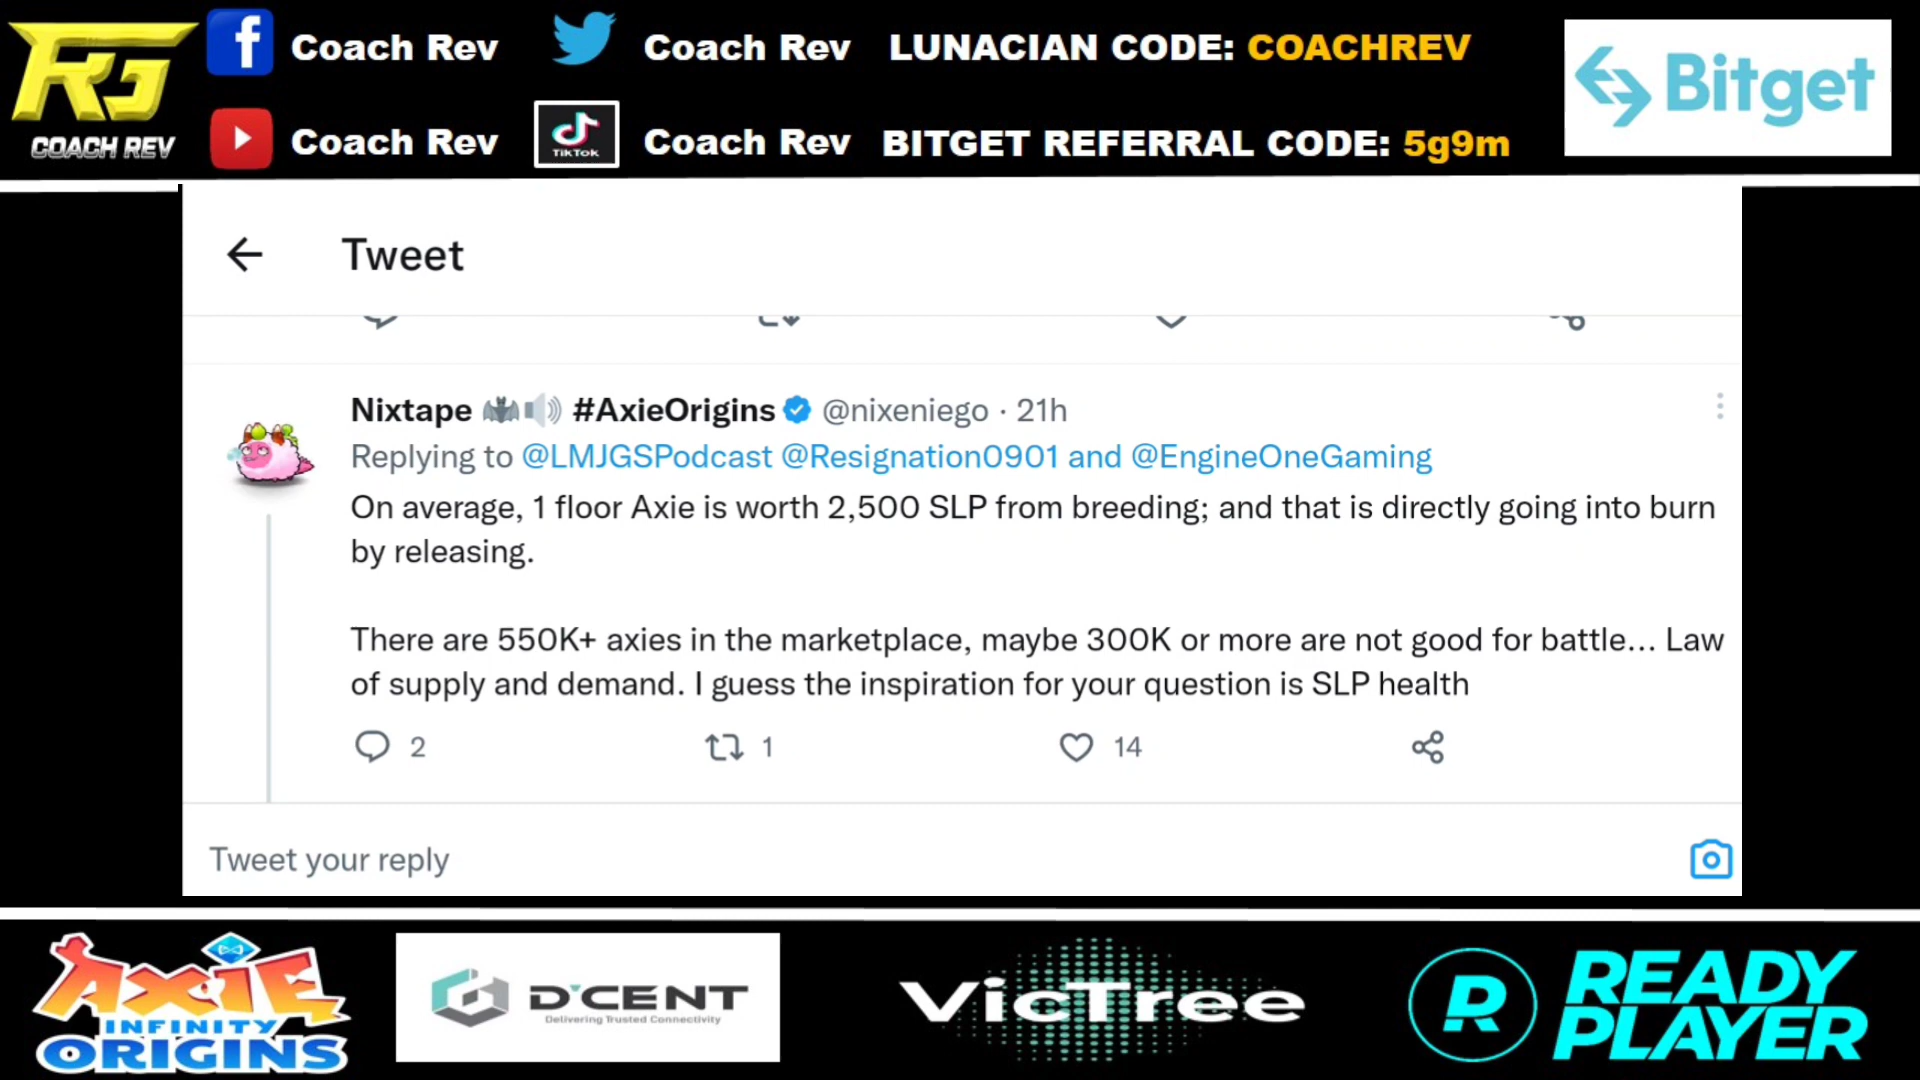 RG
COACH REV
Coach Rev
Coach Rev
LUNACIAN CODE: COACHREV
Coach Rev
TikTok
Coach Rev
BITGET REFERRAL CODE: 5g9m
Bitget
Tweet
Nixtape #AxieOrigins @nixeniego · 21h
Replying to @LMJGSPodcast @Resignation0901 and @EngineOneGaming
On average, 1 floor Axie is worth 2,500 SLP from breeding; and that is directly going into burn
by releasing.
There are 550K+ axies in the marketplace, maybe 300K or more are not good for battle... Law
of supply and demand. I guess the inspiration for your question is SLP health
2
1
14
Tweet your reply
AXIE
INFINITY
ORIGINS
D'CENT
Delivering Trusted Connectivity
VicTree
R
READY
PLAYER